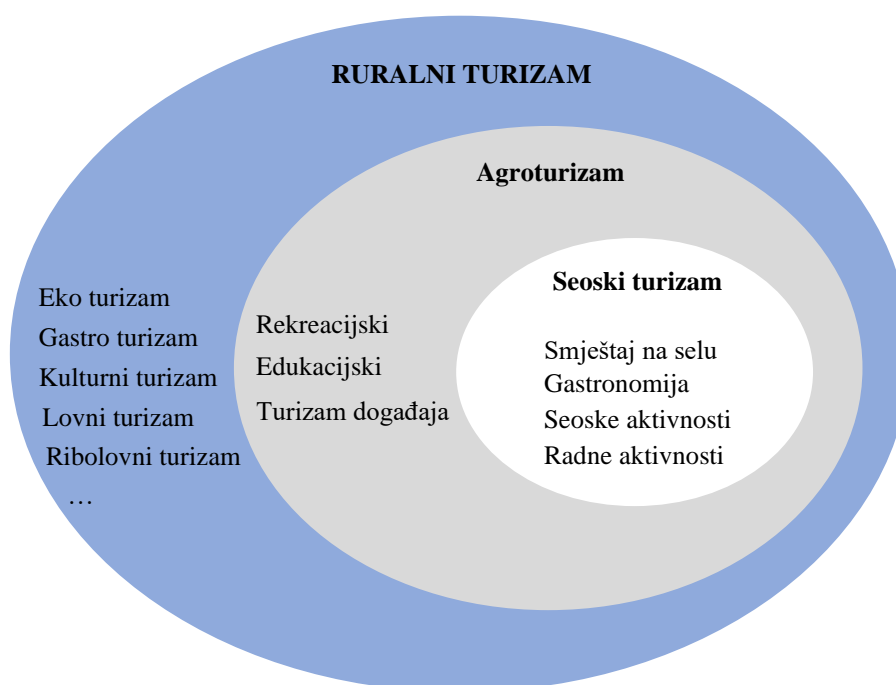 RURALNI TURIZAM
Agroturizam
Seoski turizam
Eko turizam
Gastro turizam
Kulturni turizam
Lovni turizam
Ribolovni turizam
…
Rekreacijski
Edukacijski
Turizam događaja
Smještaj na selu
Gastronomija
Seoske aktivnosti
Radne aktivnosti